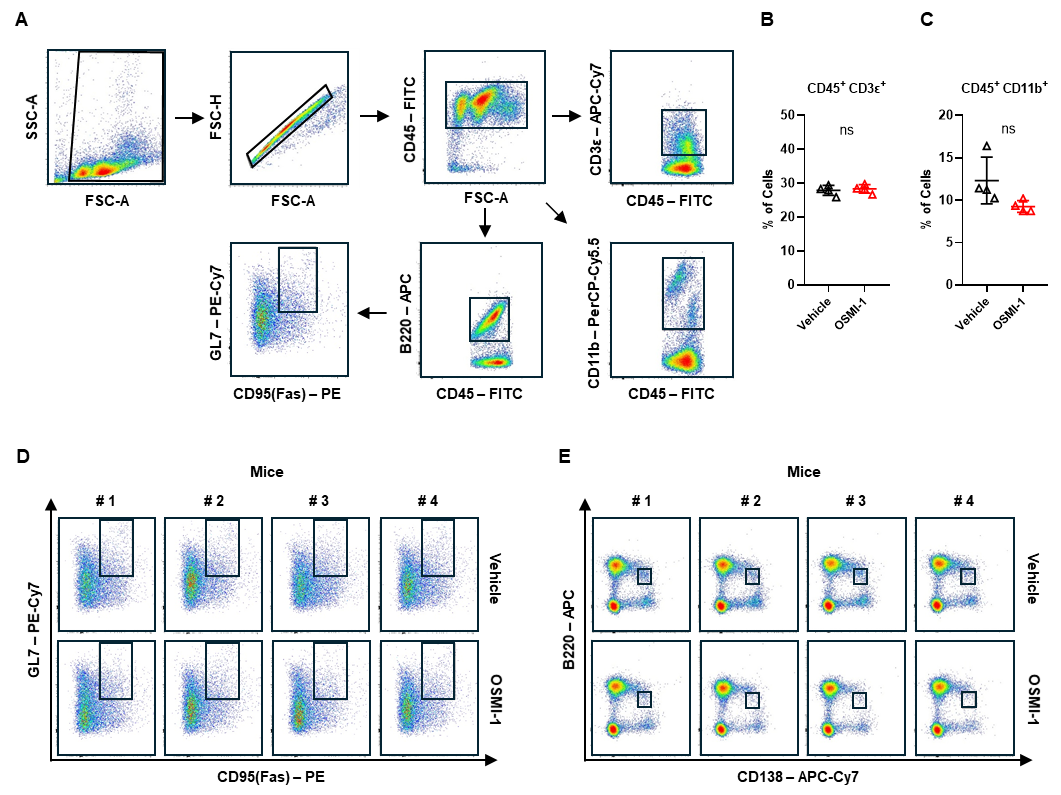 A
B
C
SSC-A
FSC-A
FSC-H
FSC-A
CD45 – FITC
FSC-A
CD3ε – APC-Cy7
CD45 – FITC
GL7 – PE-Cy7
CD95(Fas) – PE
B220 – APC
CD45 – FITC
CD11b – PerCP-Cy5.5
CD45 – FITC
CD45+ CD3ε+
ns
% of Cells
50
40
30
20
10
0
Vehicle
OSMI-1
CD45+ CD11b+
ns
% of Cells
20
15
10
5
0
Vehicle
OSMI-1
D
Mice
# 1 # 2 # 3 # 4
Vehicle
OSMI-1
GL7 – PE-Cy7
CD95(Fas) – PE
E
Mice
# 1 # 2 # 3 # 4
Vehicle
OSMI-1
B220 – APC
CD138 – APC-Cy7